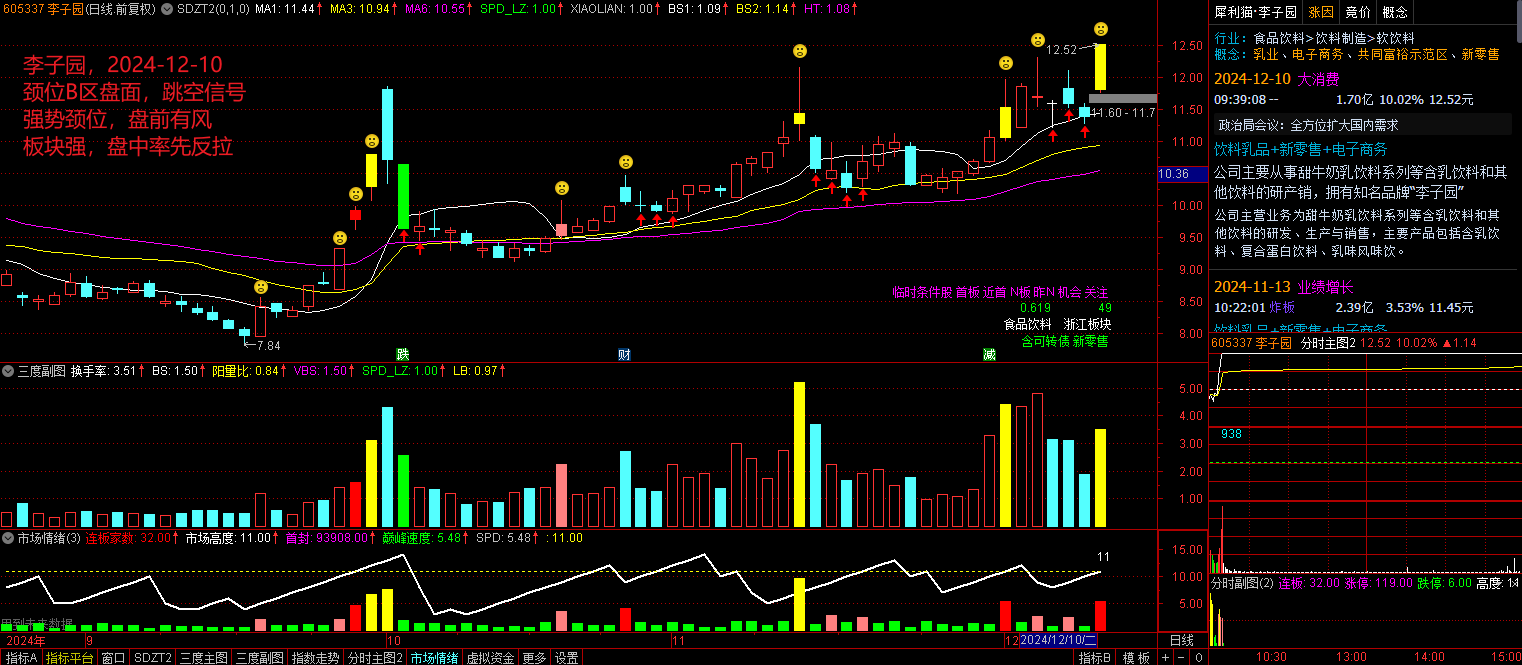 605337 李子园(日线.前复权) SDZT2(0,1,0) MA1: 11.44↑ MA3: 10.94↑ MA6: 10.55↑ SPD_LZ: 1.00↑ XIAOLIAN: 1.00↑ BS1: 1.09↑ BS2: 1.14↑ HT: 1.08↑
李子园，2024-12-10
颈位B区盘面，跳空信号
强势颈位，盘前有风
板块强，盘中率先反拉
12.52
11.60 - 11.7
7.84
12.50
12.00
11.50
11.00
10.36
10.00
9.50
9.00
8.50
8.00
临时条件股 首板 近首 N板 昨N 机会 关注
0.619 49
食品饮料 浙江板块
含可转债 新零售
跌
财
减
三度副图 换手率: 3.51↑ BS: 1.50↑ 阳量比: 0.84↑ VBS: 1.50↑ SPD_LZ: 1.00↑ LB: 0.97↑
5.00
4.00
3.00
2.00
1.00
市场情绪(3) 连板家数: 32.00↑ 市场高度: 11.00↑ 首封: 93908.00↑ 巅峰速度: 5.48↑ SPD: 5.48↑ : 11.00
11
15.00
10.00
5.00
用到未来数据
2024年 9 10 11 12 2024/12/10/二 日线
指标A 指标平台 窗口 SDZT2 三度主图 三度副图 指数走势 分时主图2 市场情绪 虚拟资金 更多 设置 指标B 模板 + - 0
犀利猫·李子园 涨因 竟价 概念
行业: 食品饮料>饮料制造>软饮料
概念: 乳业、电子商务、共同富裕示范区、新零售
2024-12-10 大消费
09:39:08 -- 1.70亿 10.02% 12.52元
政治局会议：全方位扩大国内需求
饮料乳品+新零售+电子商务
公司主要从事甜牛奶乳饮料系列等含乳饮料和其
他饮料的研产销，拥有知名品牌“李子园”
公司主营业务为甜牛奶乳饮料系列等含乳饮料和其
他饮料的研发、生产与销售，主要产品包括含乳饮
料、复合蛋白饮料、乳味风味饮。
2024-11-13 业绩增长
10:22:01 炸板 2.39亿 3.53% 11.45元
饮料乳品+新零售+电子商务
605337 李子园 分时主图2 12.52 10.02% ▲1.14
938
分时副图(2) 连板: 32.00 涨停: 119.00 跌停: 6.00 高度: 14
10:30 13:00 14:00 15:00